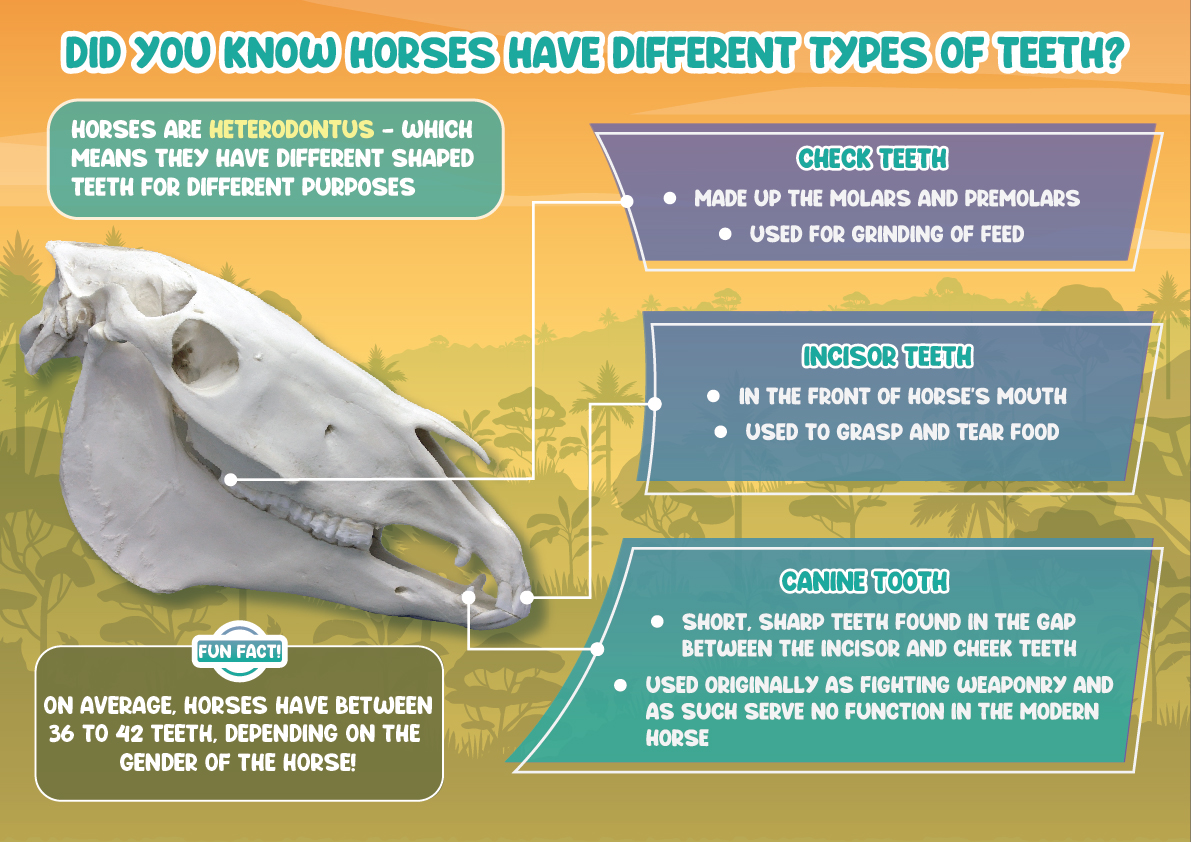 DID YOU KNOW HORSES HAVE DIFFERENT TYPES OF TEETH?
HORSES ARE HETERODONTUS - WHICH
MEANS THEY HAVE DIFFERENT SHAPED
TEETH FOR DIFFERENT PURPOSES
CHECK TEETH
• MADE UP THE MOLARS AND PREMOLARS
• USED FOR GRINDING OF FEED
INCISOR TEETH
• IN THE FRONT OF HORSE'S MOUTH
• USED TO GRASP AND TEAR FOOD
CANINE TOOTH
• SHORT, SHARP TEETH FOUND IN THE GAP
BETWEEN THE INCISOR AND CHEEK TEETH
• USED ORIGINALLY AS FIGHTING WEAPONRY AND
AS SUCH SERVE NO FUNCTION IN THE MODERN
HORSE
FUN FACT!
ON AVERAGE, HORSES HAVE BETWEEN
36 TO 42 TEETH, DEPENDING ON THE
GENDER OF THE HORSE!